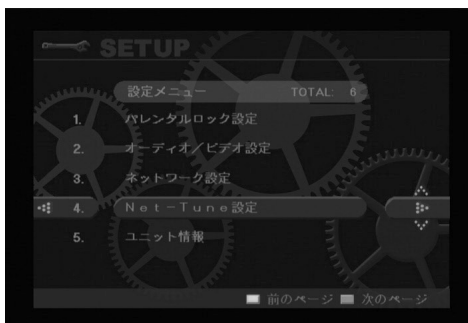 SETUP
設定メニュー TOTAL: 6
1. パレンタルロック設定
2. オーディオ／ビデオ設定
3. ネットワーク設定
4. Net-Tune設定
5. ユニット情報
前のページ 次のページ